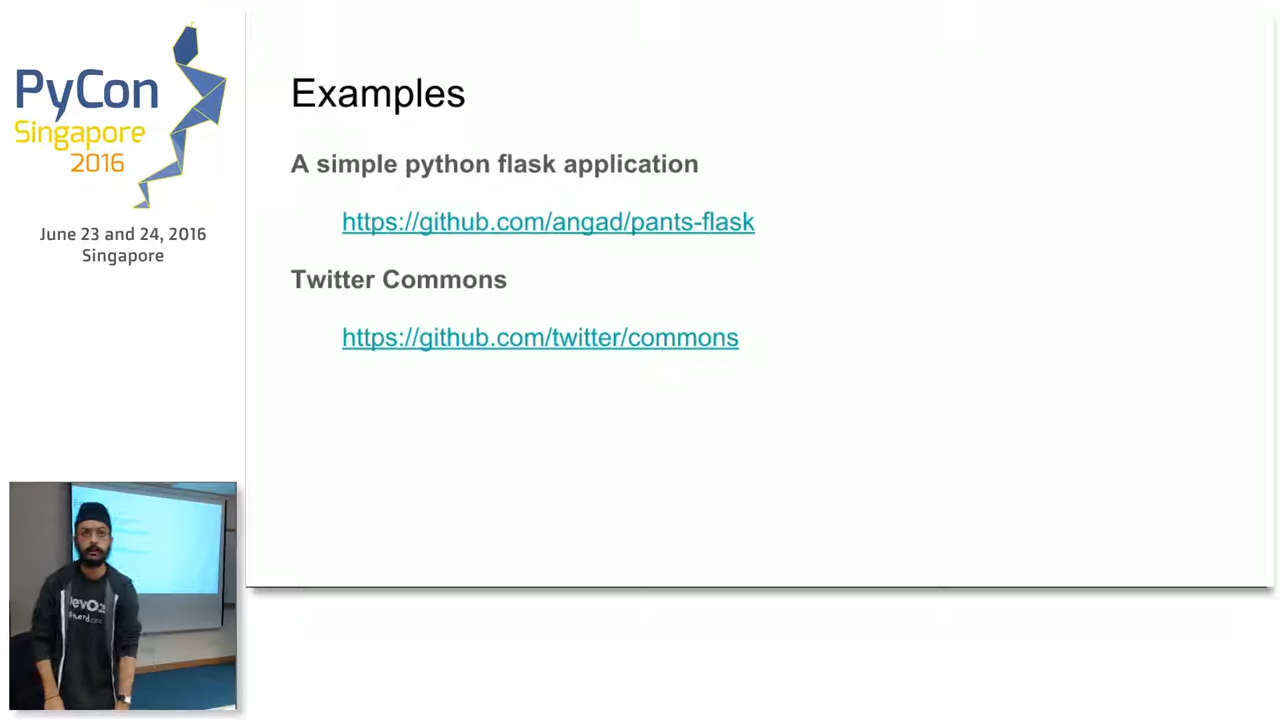 PyCon
Singapore
2016
June 23 and 24, 2016
Singapore
Examples
A simple python flask application
https://github.com/angad/pants-flask
Twitter Commons
https://github.com/twitter/commons